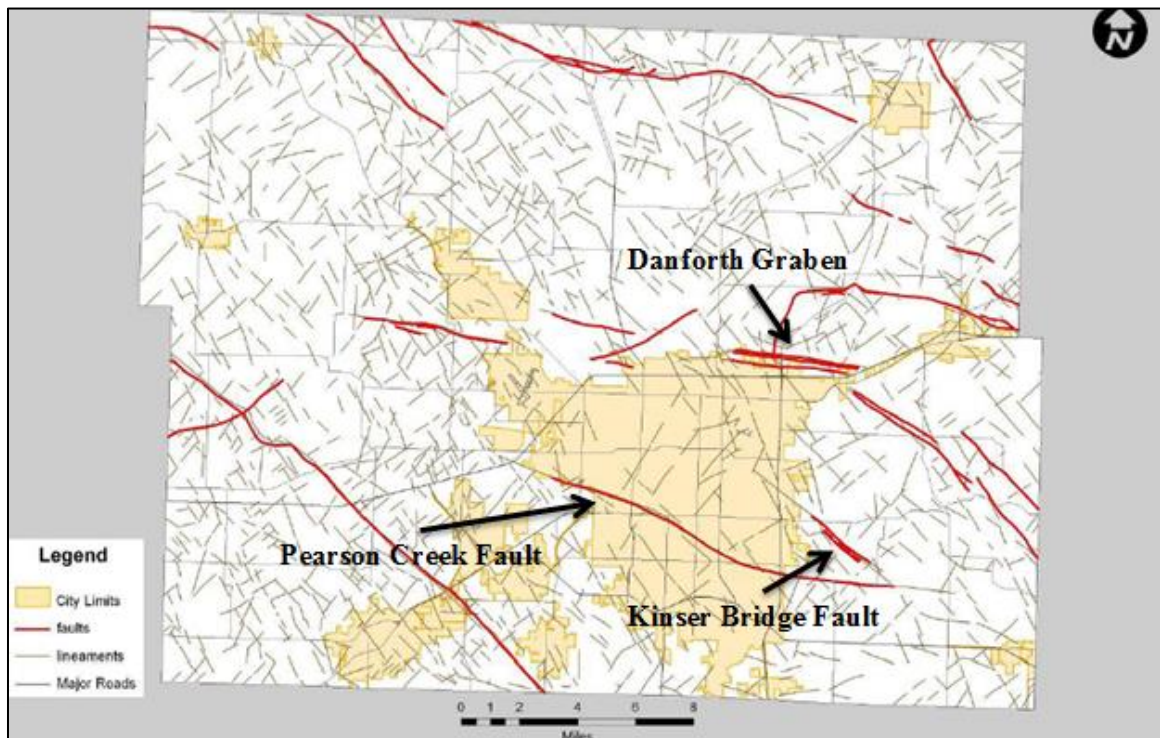 N
Danforth Graben
Pearson Creek Fault
Kinser Bridge Fault
Legend
City Limits
faults
lineaments
Major Roads
0 1 2 4 6 8
Miles